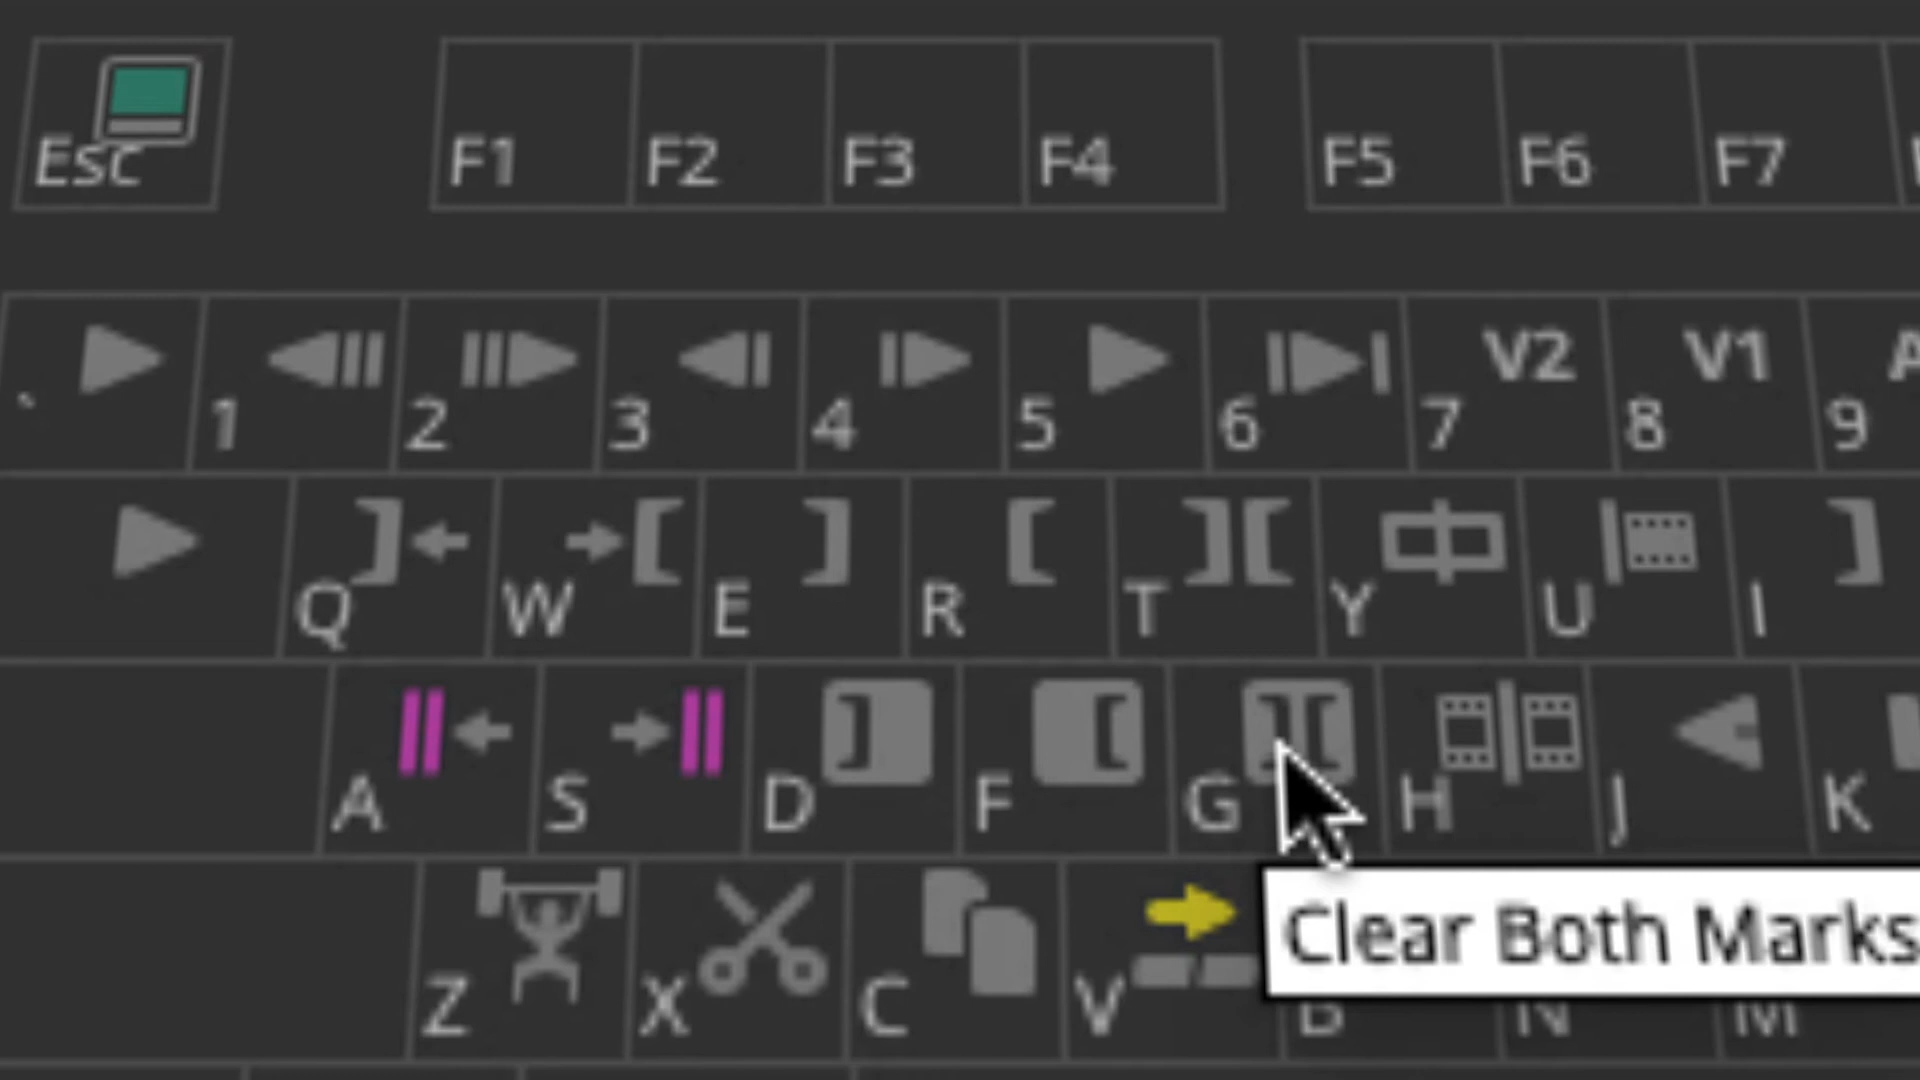 Esc F1 F2 F3 F4 F5 F6 F7
V2 V1
` 1 2 3 4 5 6 7 8 9
Q W E R T Y U I
A S D F G H J K
Clear Both Marks
Z X C V B N M